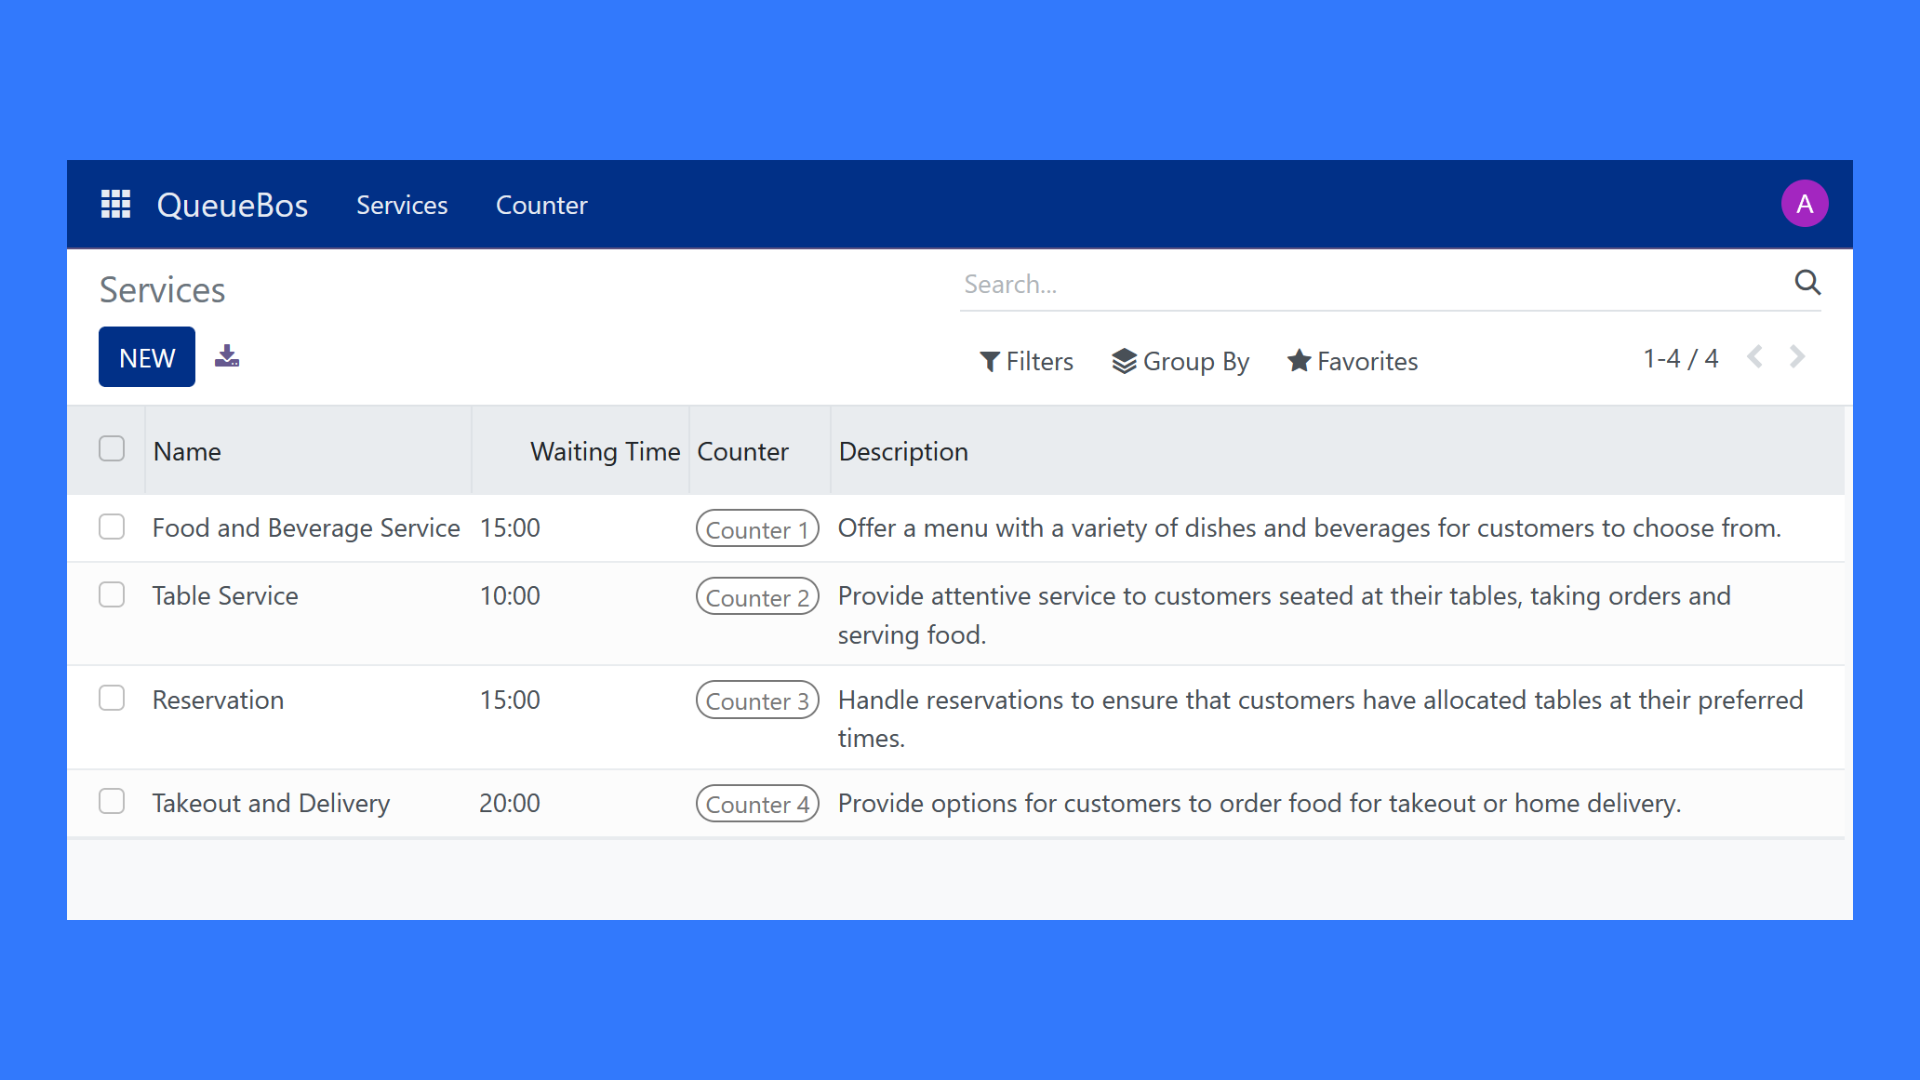 QueueBos Services Counter A
Services Search...
NEW Filters Group By Favorites 1-4 / 4
Name Waiting Time Counter Description
Food and Beverage Service 15:00 Counter 1 Offer a menu with a variety of dishes and beverages for customers to choose from.
Table Service 10:00 Counter 2 Provide attentive service to customers seated at their tables, taking orders and
serving food.
Reservation 15:00 Counter 3 Handle reservations to ensure that customers have allocated tables at their preferred
times.
Takeout and Delivery 20:00 Counter 4 Provide options for customers to order food for takeout or home delivery.